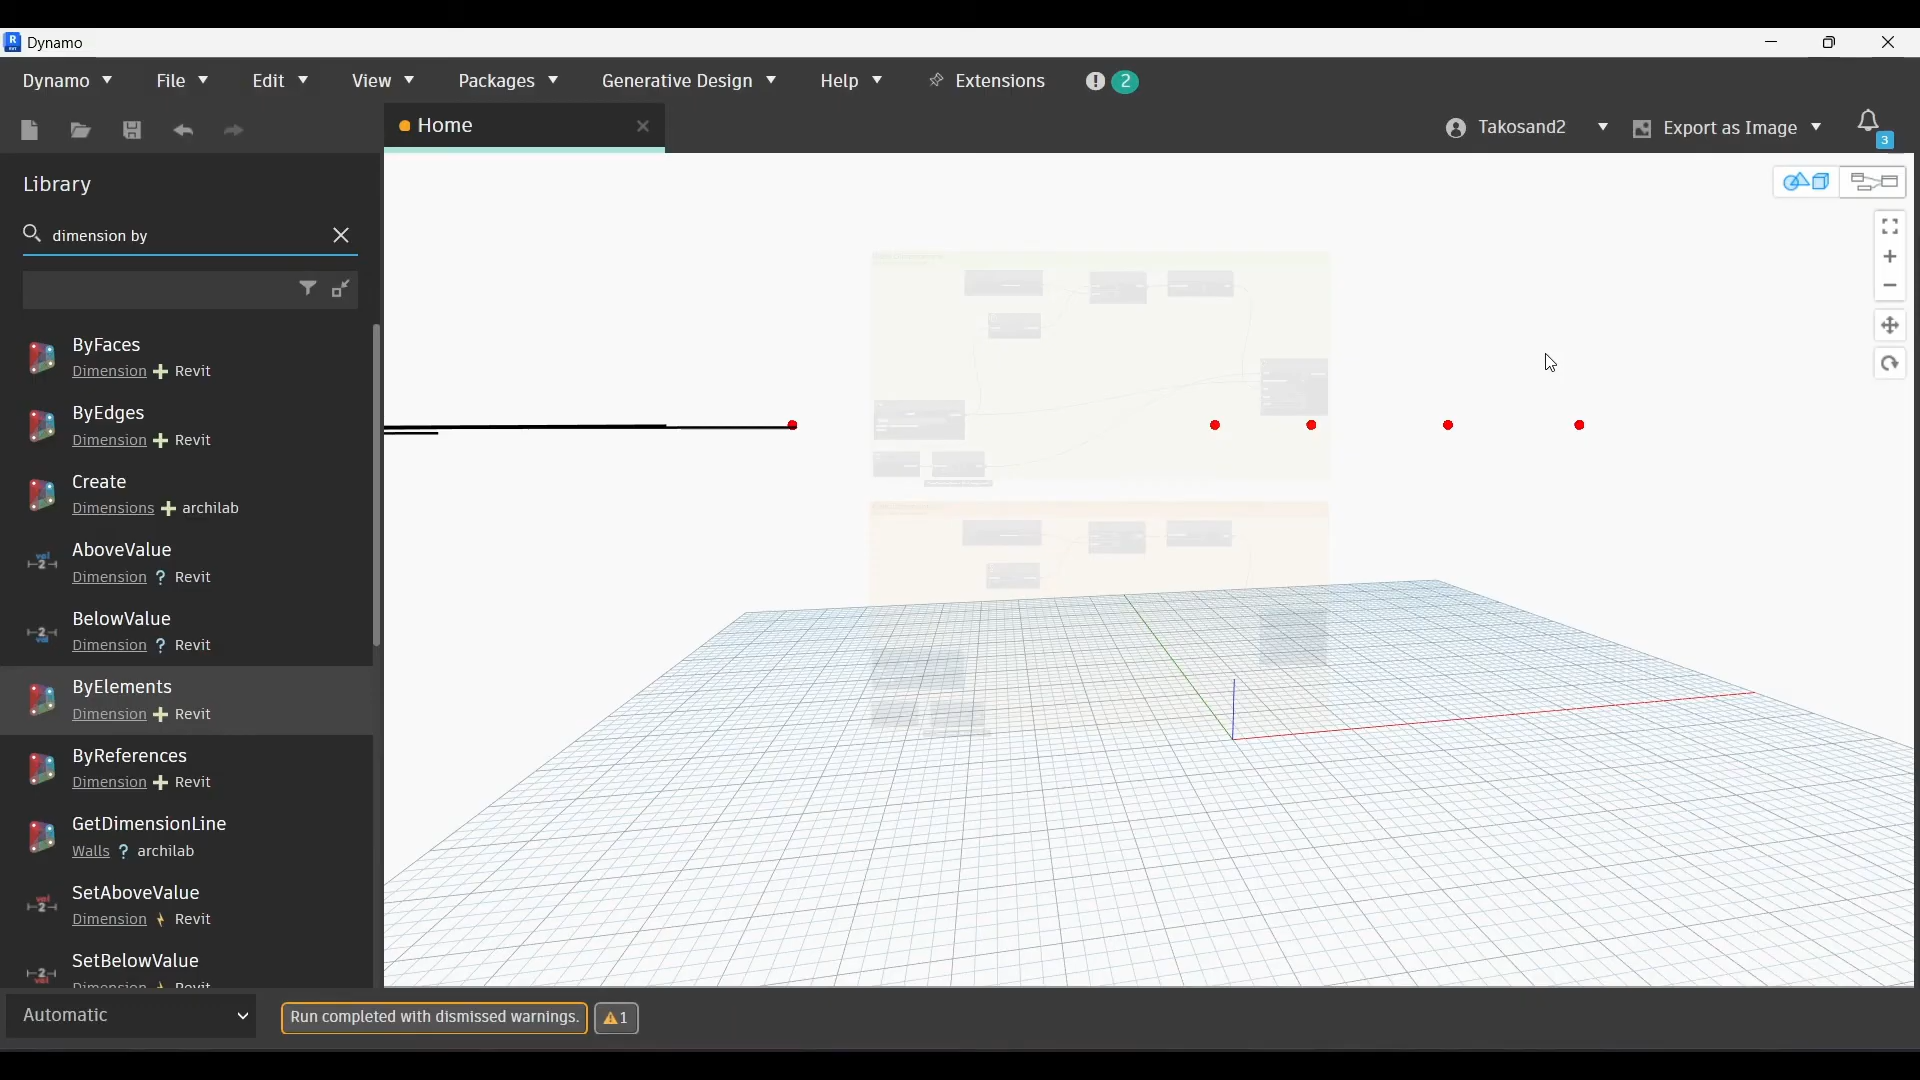 Dynamo
Dynamo File Edit View Packages Generative Design Help Extensions 2
Home
Takosand2 Export as Image 3
Library
dimension by
ByFaces
Dimension Revit
ByEdges
Dimension Revit
Create
Dimensions archilab
AboveValue
Dimension ? Revit
BelowValue
Dimension ? Revit
ByElements
Dimension Revit
ByReferences
Dimension Revit
GetDimensionLine
Walls ? archilab
SetAboveValue
Dimension Revit
SetBelowValue
Dimension Revit
Automatic Run completed with dismissed warnings. 1